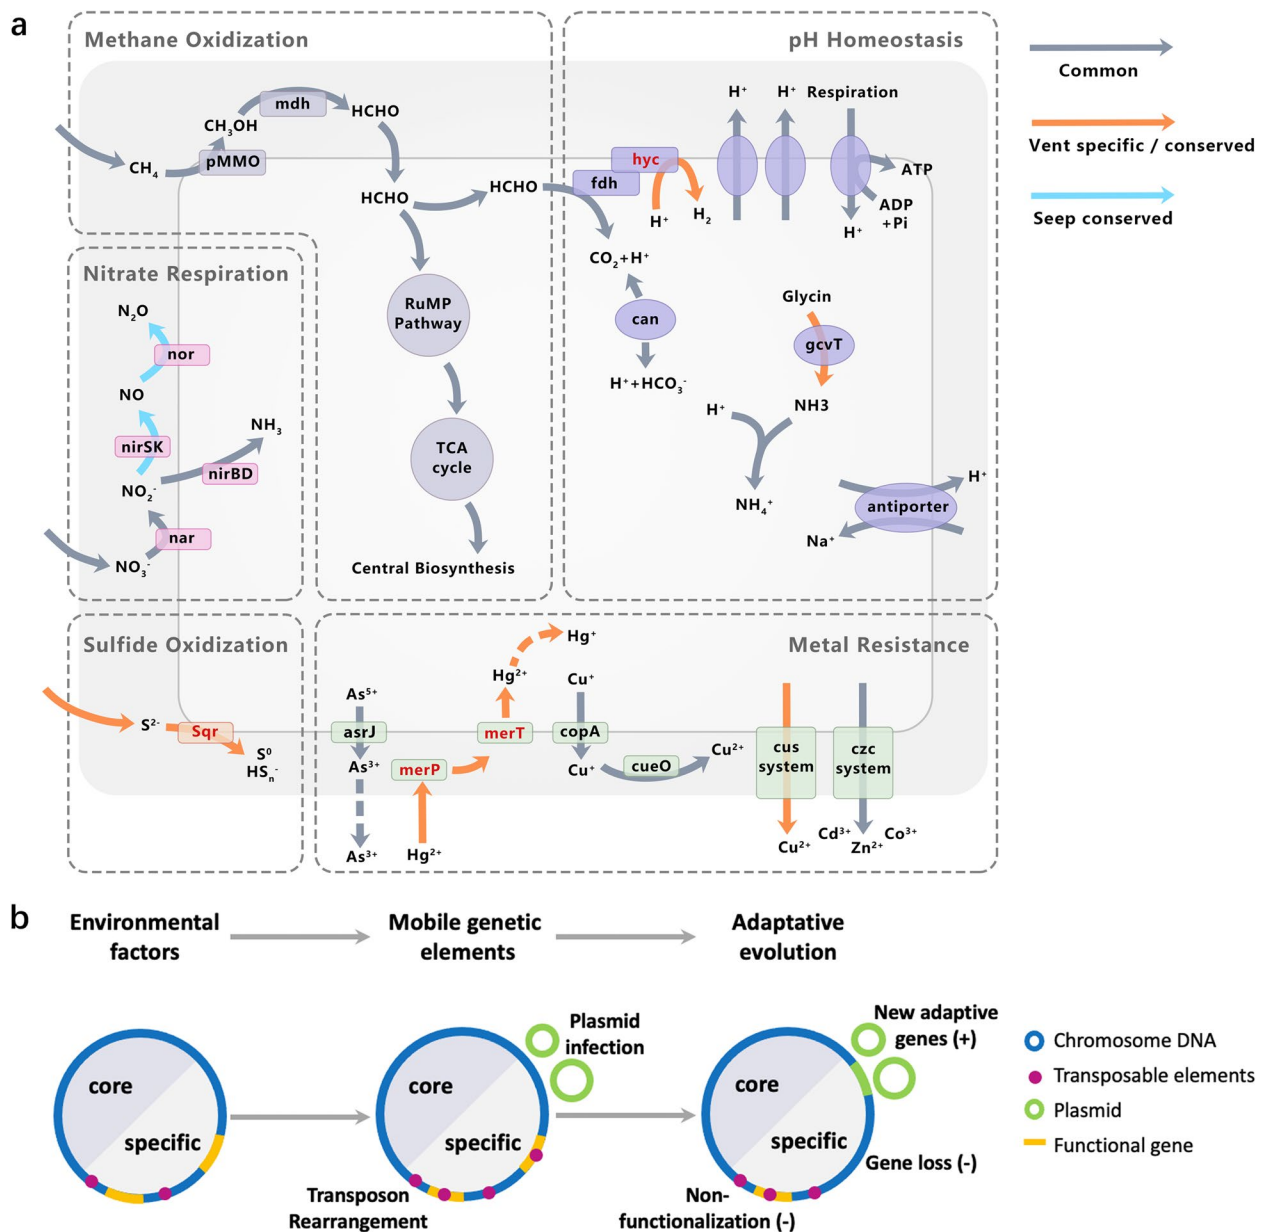 a
Methane Oxidization
mdh
HCHO
CH₃OH
pMMO
CH₄
HCHO
HCHO
RuMP
Pathway
TCA
cycle
Central Biosynthesis
pH Homeostasis
H⁺
H⁺
Respiration
hyc
fdh
H⁺
H₂
ATP
ADP
+Pi
H⁺
CO₂+H⁺
can
H⁺+HCO₃⁻
Glycin
gcvT
NH3
H⁺
NH₄⁺
H⁺
antiporter
Na⁺
Common
Vent specific / conserved
Seep conserved
Nitrate Respiration
N₂O
nor
NO
nirSK
NH₃
nirBD
NO₂⁻
nar
NO₃⁻
Sulfide Oxidization
S²⁻
Sqr
S⁰
HSₙ⁻
Metal Resistance
Hg⁺
Hg²⁺
merT
merP
Hg²⁺
As⁵⁺
asrJ
As³⁺
As³⁺
Cu⁺
copA
Cu⁺
cueO
Cu²⁺
cus
system
Cu²⁺
czc
system
Cd³⁺
Zn²⁺
Co³⁺
b
Environmental
factors
Mobile genetic
elements
Adaptative
evolution
core
specific
Transposon
Rearrangement
Plasmid
infection
core
specific
New adaptive
genes (+)
core
specific
Gene loss (-)
Non-
functionalization (-)
Chromosome DNA
Transposable elements
Plasmid
Functional gene